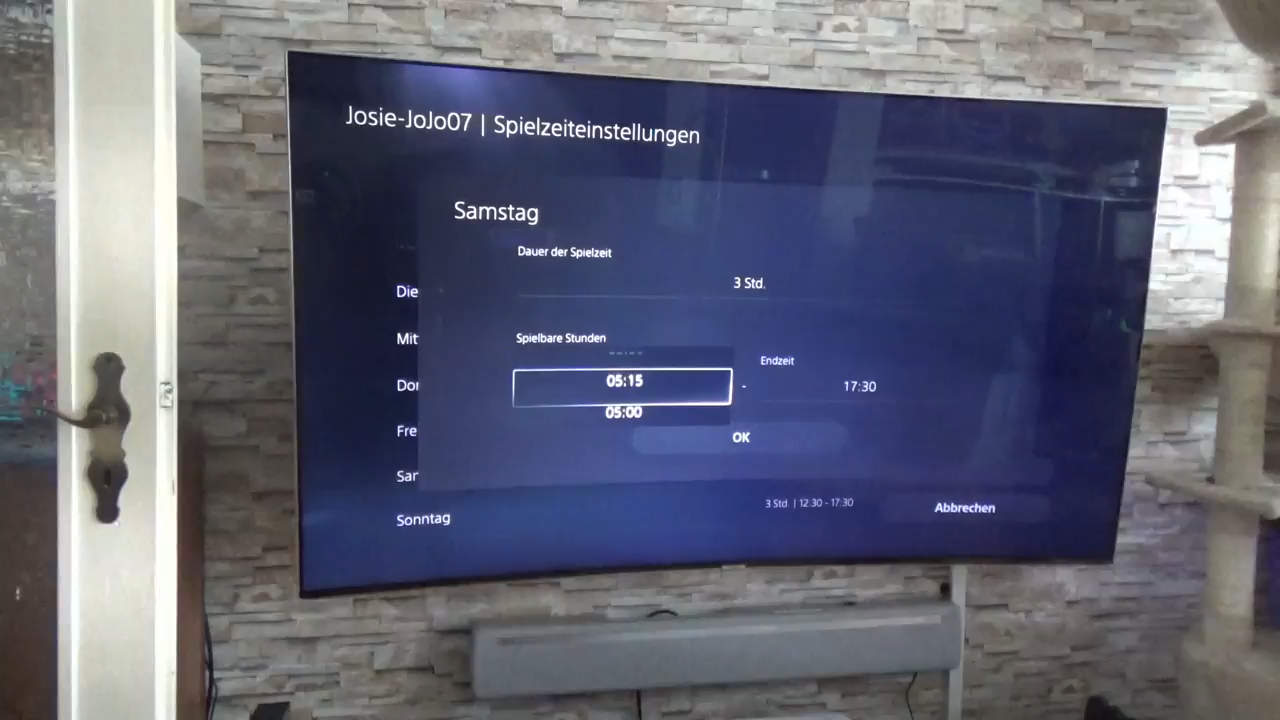 Josie-JoJo07 | Spielzeiteinstellungen
Samstag
Dauer der Spielzeit
3 Std.
Spielbare Stunden
Endzeit
05:15
-
17:30
05:00
OK
Die
Mit
Don
Fre
Sam
Sonntag
3 Std. | 12:30 - 17:30
Abbrechen